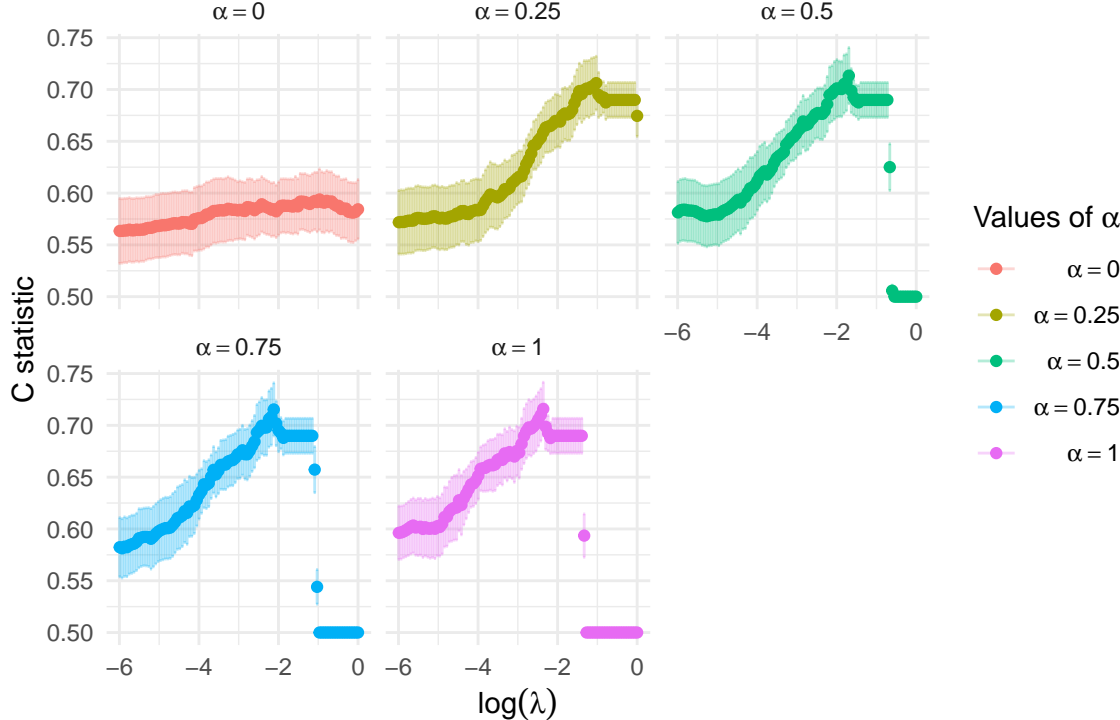 α = 0
α = 0.25
α = 0.5
0.75
0.70
0.65
0.60
0.55
0.50
−6
−4
−2
0
α = 0.75
α = 1
0.75
0.70
0.65
0.60
0.55
0.50
−6
−4
−2
0
−6
−4
−2
0
C statistic
log(λ)
Values of α
α = 0
α = 0.25
α = 0.5
α = 0.75
α = 1